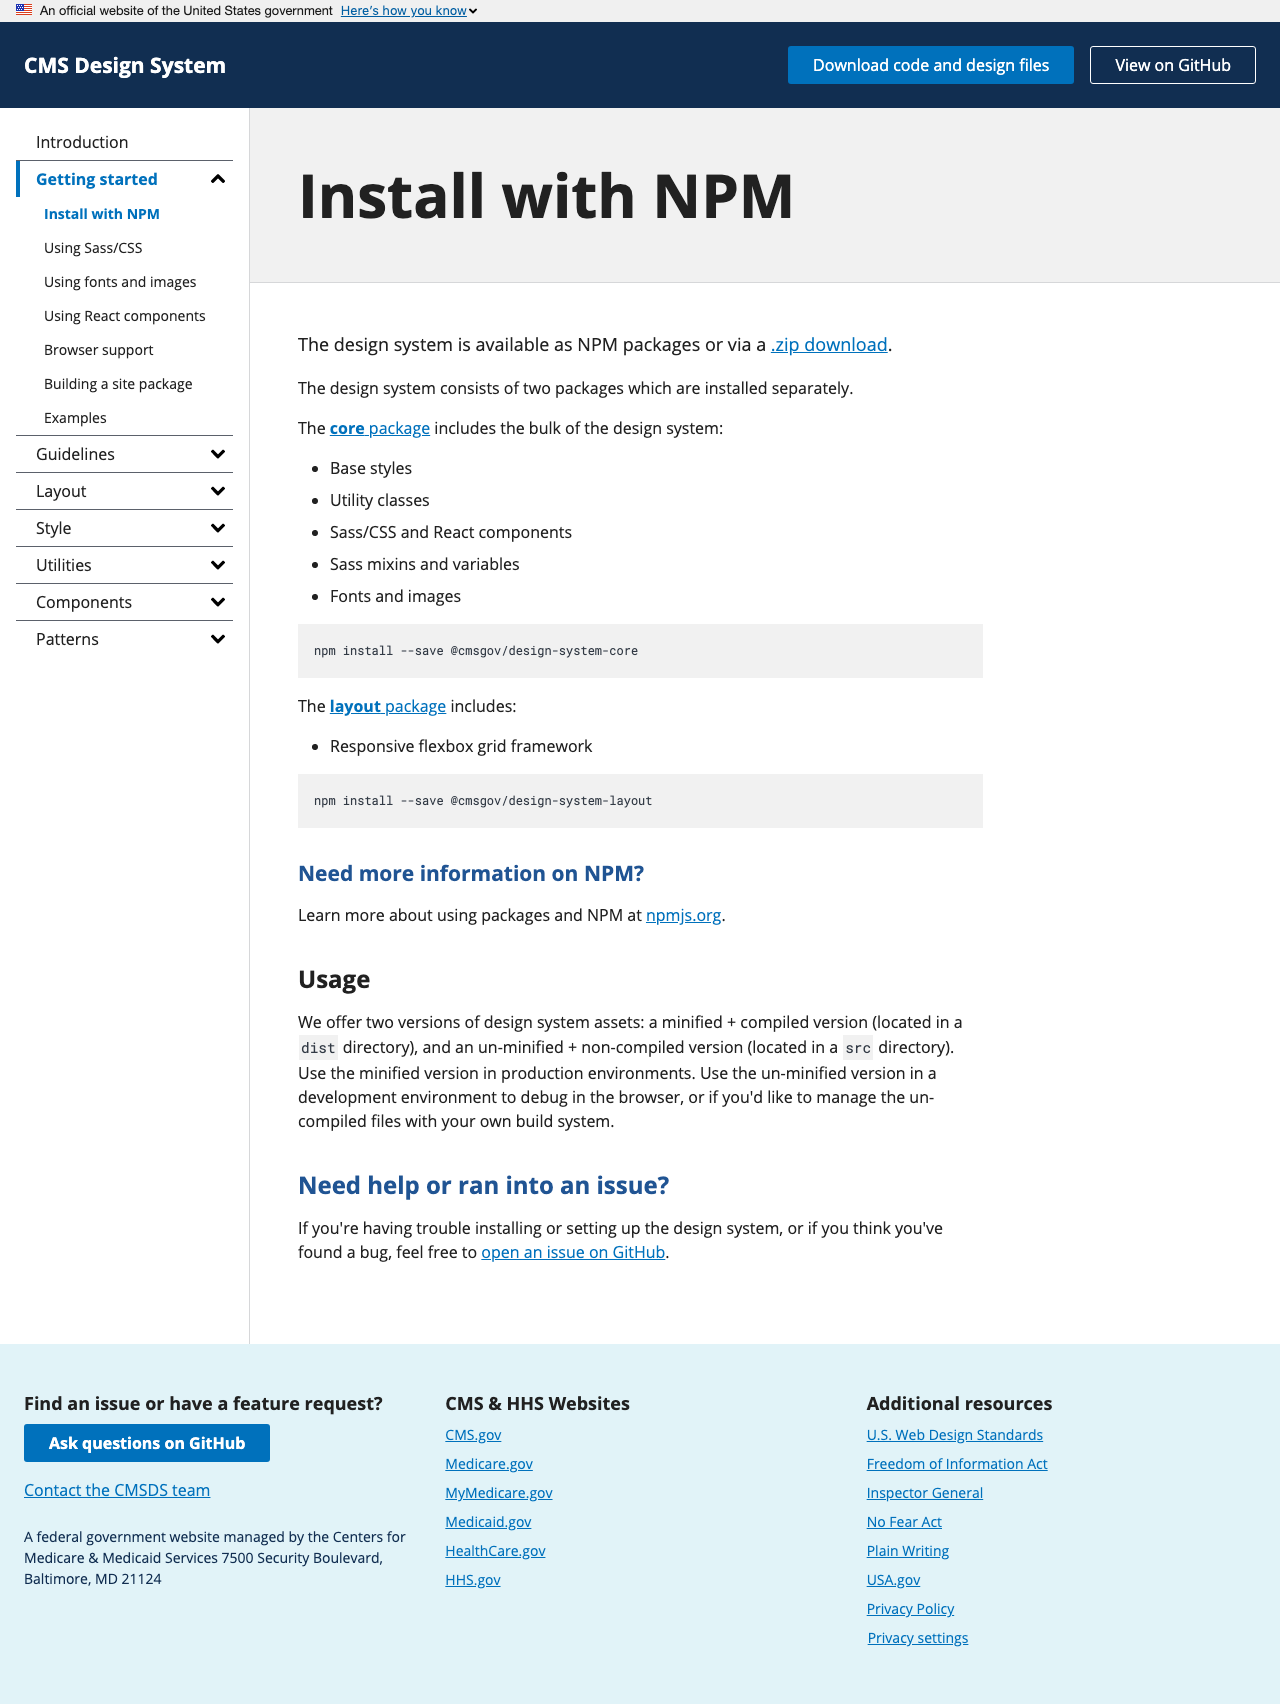 An official website of the United States government Here's how you know
CMS Design System
Download code and design files
View on GitHub
Introduction
Getting started
Install with NPM
Using Sass/CSS
Using fonts and images
Using React components
Browser support
Building a site package
Examples
Guidelines
Layout
Style
Utilities
Components
Patterns
Install with NPM
The design system is available as NPM packages or via a .zip download.
The design system consists of two packages which are installed separately.
The core package includes the bulk of the design system:
Base styles
Utility classes
Sass/CSS and React components
Sass mixins and variables
Fonts and images
npm install --save @cmsgov/design-system-core
The layout package includes:
Responsive flexbox grid framework
npm install --save @cmsgov/design-system-layout
Need more information on NPM?
Learn more about using packages and NPM at npmjs.org.
Usage
We offer two versions of design system assets: a minified + compiled version (located in a
dist directory), and an un-minified + non-compiled version (located in a src directory).
Use the minified version in production environments. Use the un-minified version in a
development environment to debug in the browser, or if you'd like to manage the un-
compiled files with your own build system.
Need help or ran into an issue?
If you're having trouble installing or setting up the design system, or if you think you've
found a bug, feel free to open an issue on GitHub.
Find an issue or have a feature request?
Ask questions on GitHub
Contact the CMSDS team
A federal government website managed by the Centers for
Medicare & Medicaid Services 7500 Security Boulevard,
Baltimore, MD 21124
CMS & HHS Websites
CMS.gov
Medicare.gov
MyMedicare.gov
Medicaid.gov
HealthCare.gov
HHS.gov
Additional resources
U.S. Web Design Standards
Freedom of Information Act
Inspector General
No Fear Act
Plain Writing
USA.gov
Privacy Policy
Privacy settings